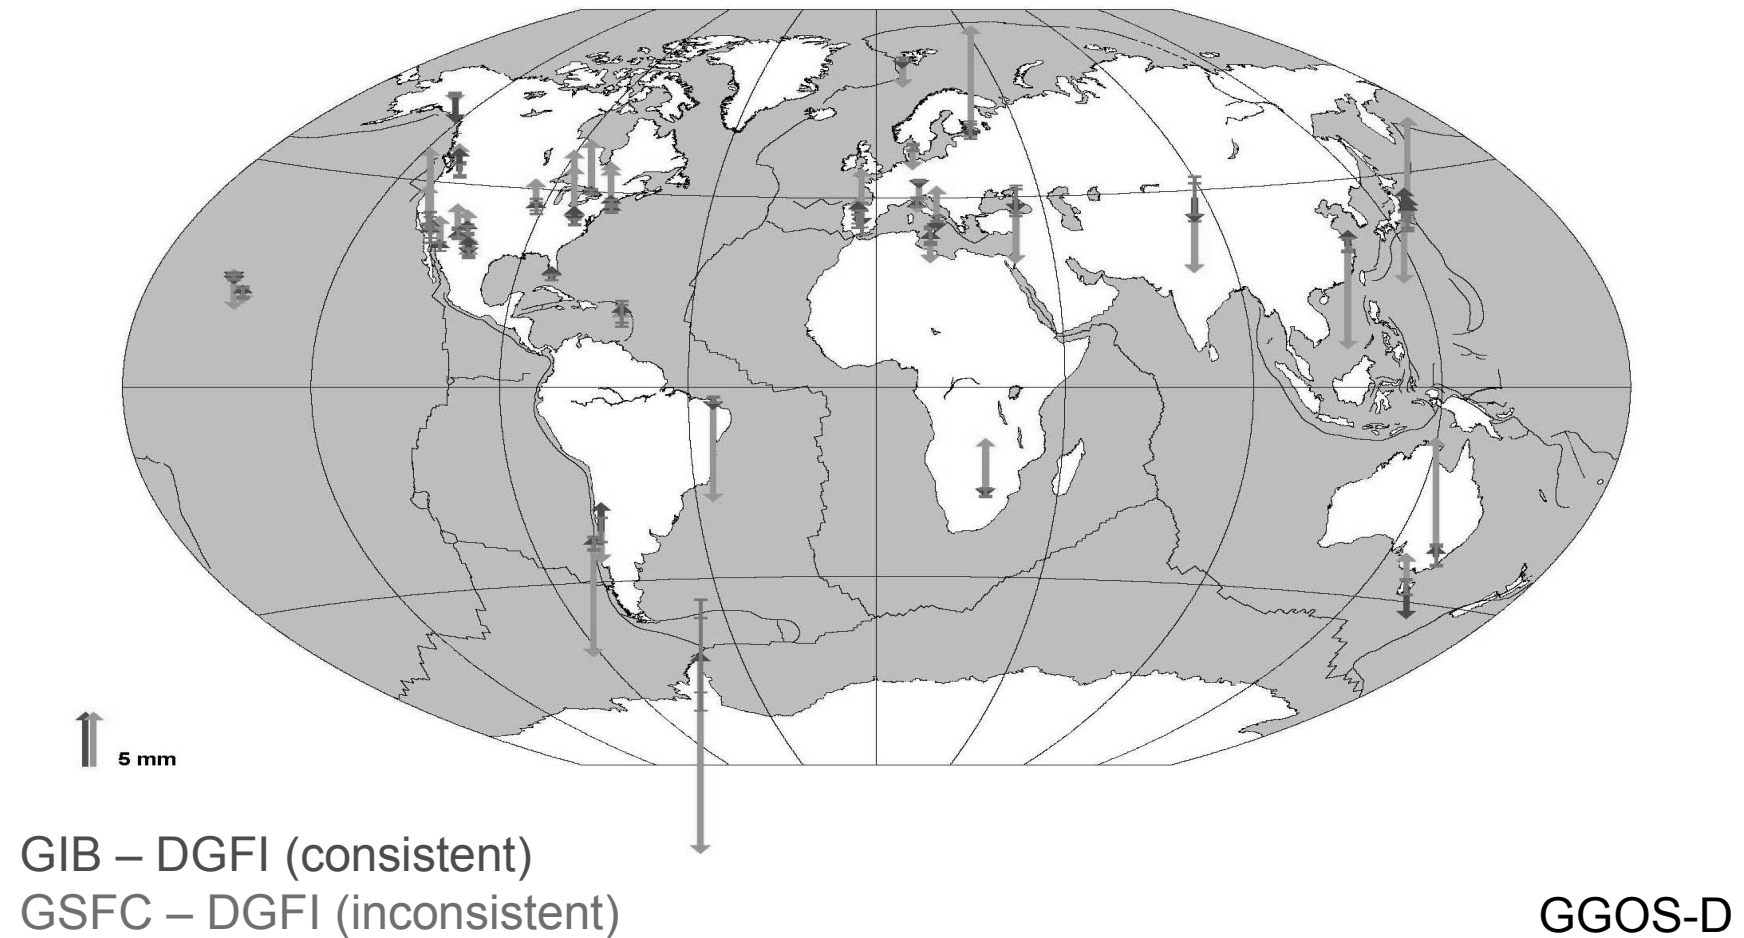 5 mm
GIB – DGFI (consistent)
GSFC – DGFI (inconsistent)
GGOS-D